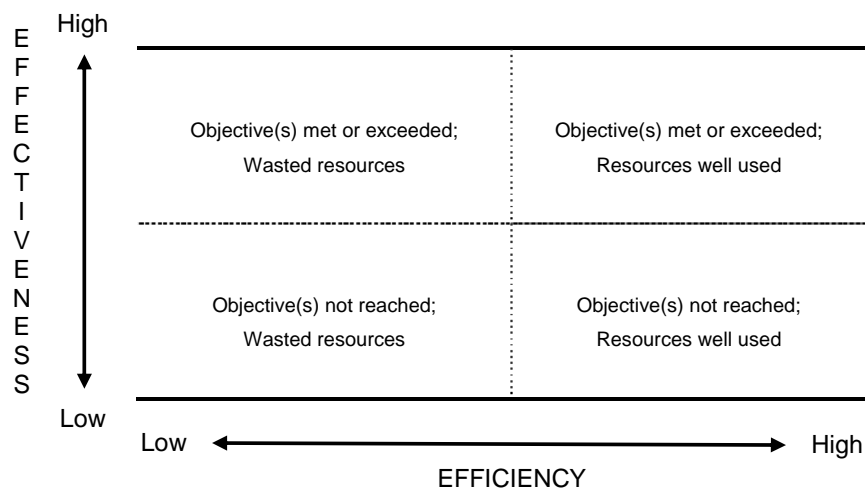 EFFECTIVENESS
High
Objective(s) met or exceeded;
Wasted resources
Objective(s) met or exceeded;
Resources well used
Objective(s) not reached;
Wasted resources
Objective(s) not reached;
Resources well used
Low
Low
High
EFFICIENCY